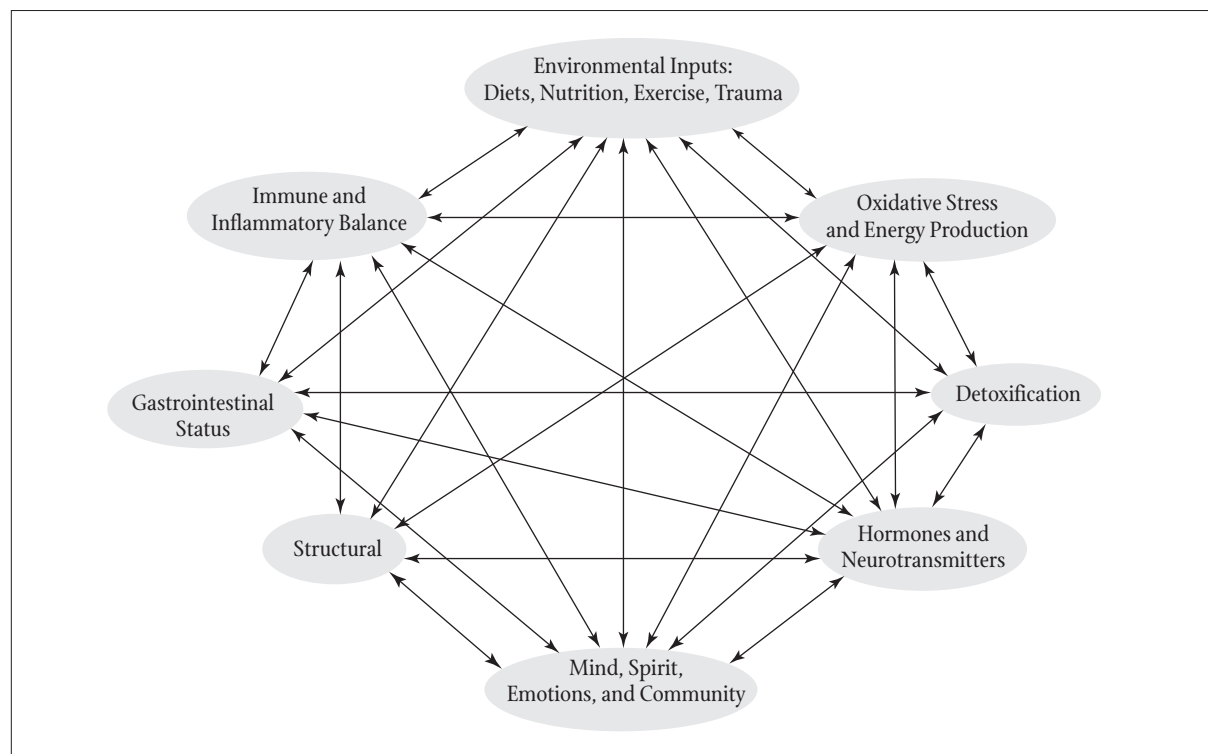 Environmental Inputs:
Diets, Nutrition, Exercise, Trauma
Immune and
Inflammatory Balance
Oxidative Stress
and Energy Production
Gastrointestinal
Status
Detoxification
Structural
Hormones and
Neurotransmitters
Mind, Spirit,
Emotions, and Community